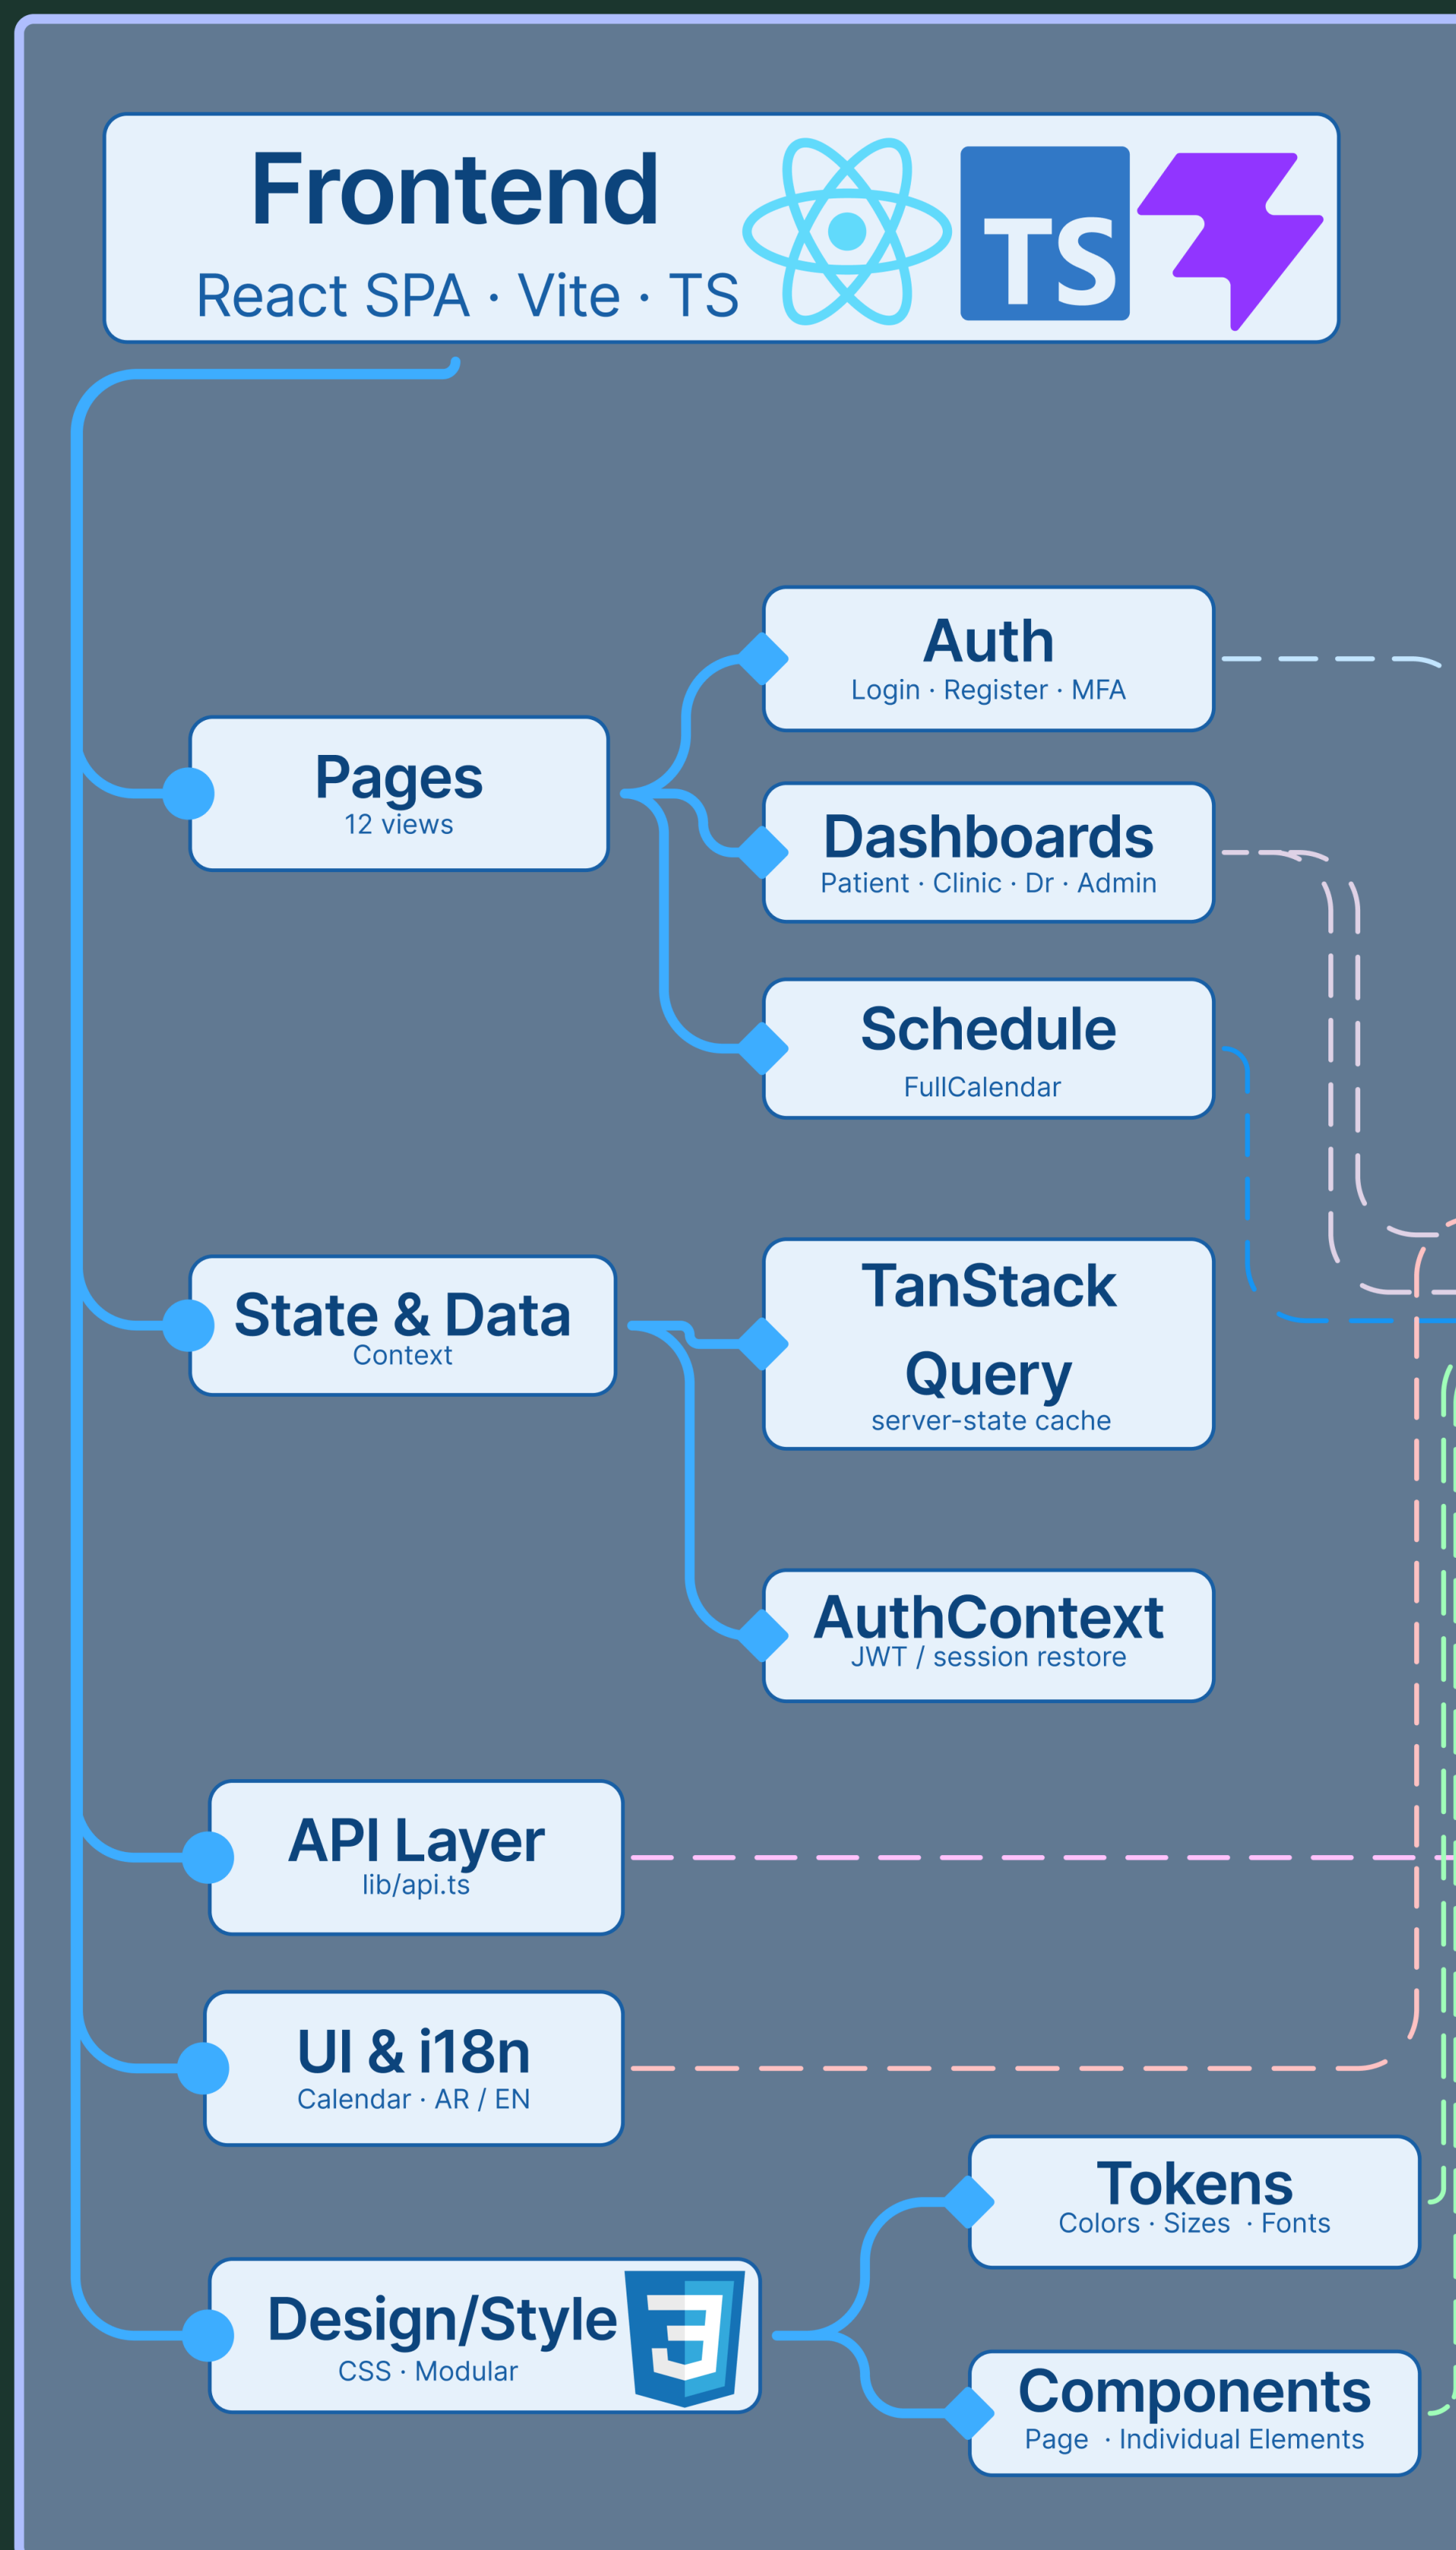 Frontend
React SPA · Vite · TS
TS
Auth
Login · Register · MFA
Pages
12 views
Dashboards
Patient · Clinic · Dr · Admin
Schedule
FullCalendar
State & Data
Context
TanStack
Query
server-state cache
AuthContext
JWT / session restore
API Layer
lib/api.ts
UI & i18n
Calendar · AR / EN
Tokens
Colors · Sizes · Fonts
Design/Style
CSS · Modular
3
Components
Page · Individual Elements